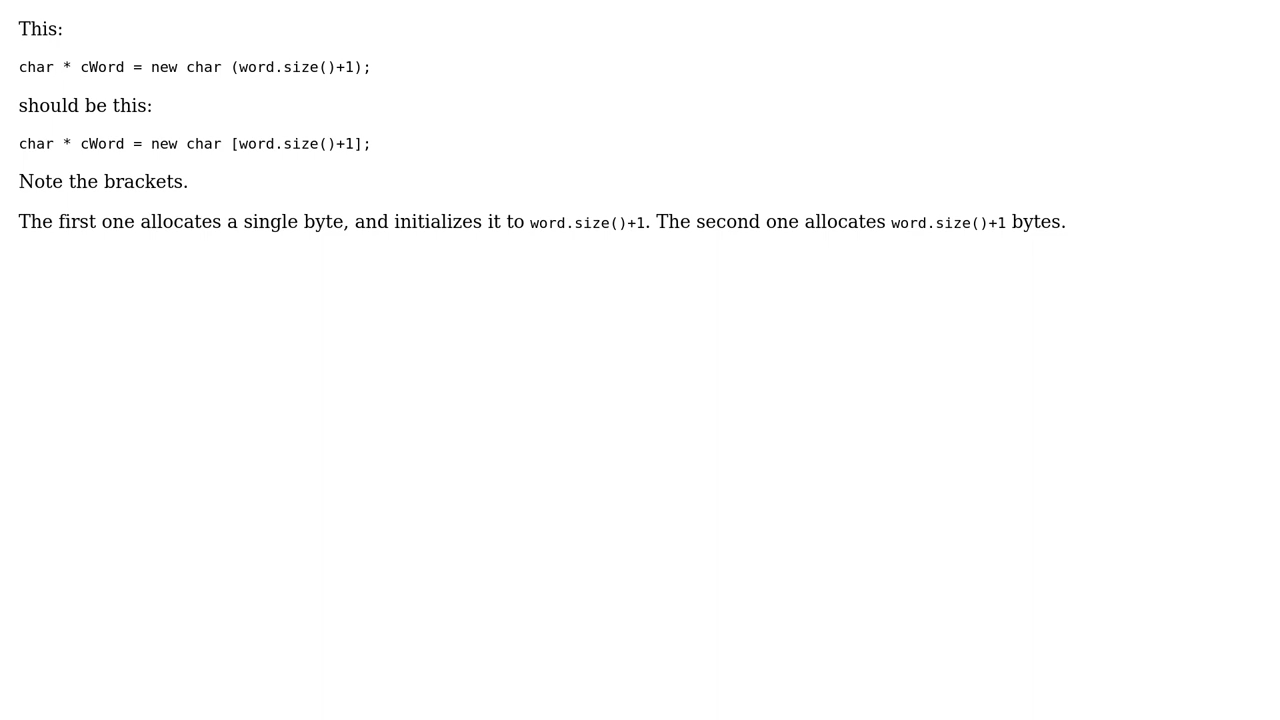 This:
char * cWord = new char (word.size()+1);
should be this:
char * cWord = new char [word.size()+1];
Note the brackets.
The first one allocates a single byte, and initializes it to word.size()+1. The second one allocates word.size()+1 bytes.